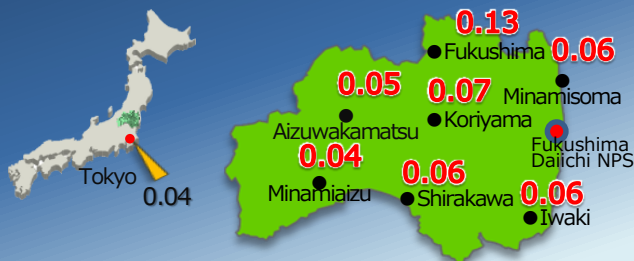 0.13
Fukushima
0.06
Minamisoma
0.05
Aizuwakamatsu
0.07
Koriyama
Fukushima
Daiichi NPS
Tokyo
0.04
0.04
Minamiaizu
0.06
Shirakawa
0.06
Iwaki